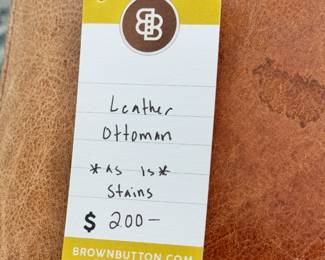 BB
Leather
Ottoman
*As is*
Stains
$ 200-
BROWNBUTTON.COM